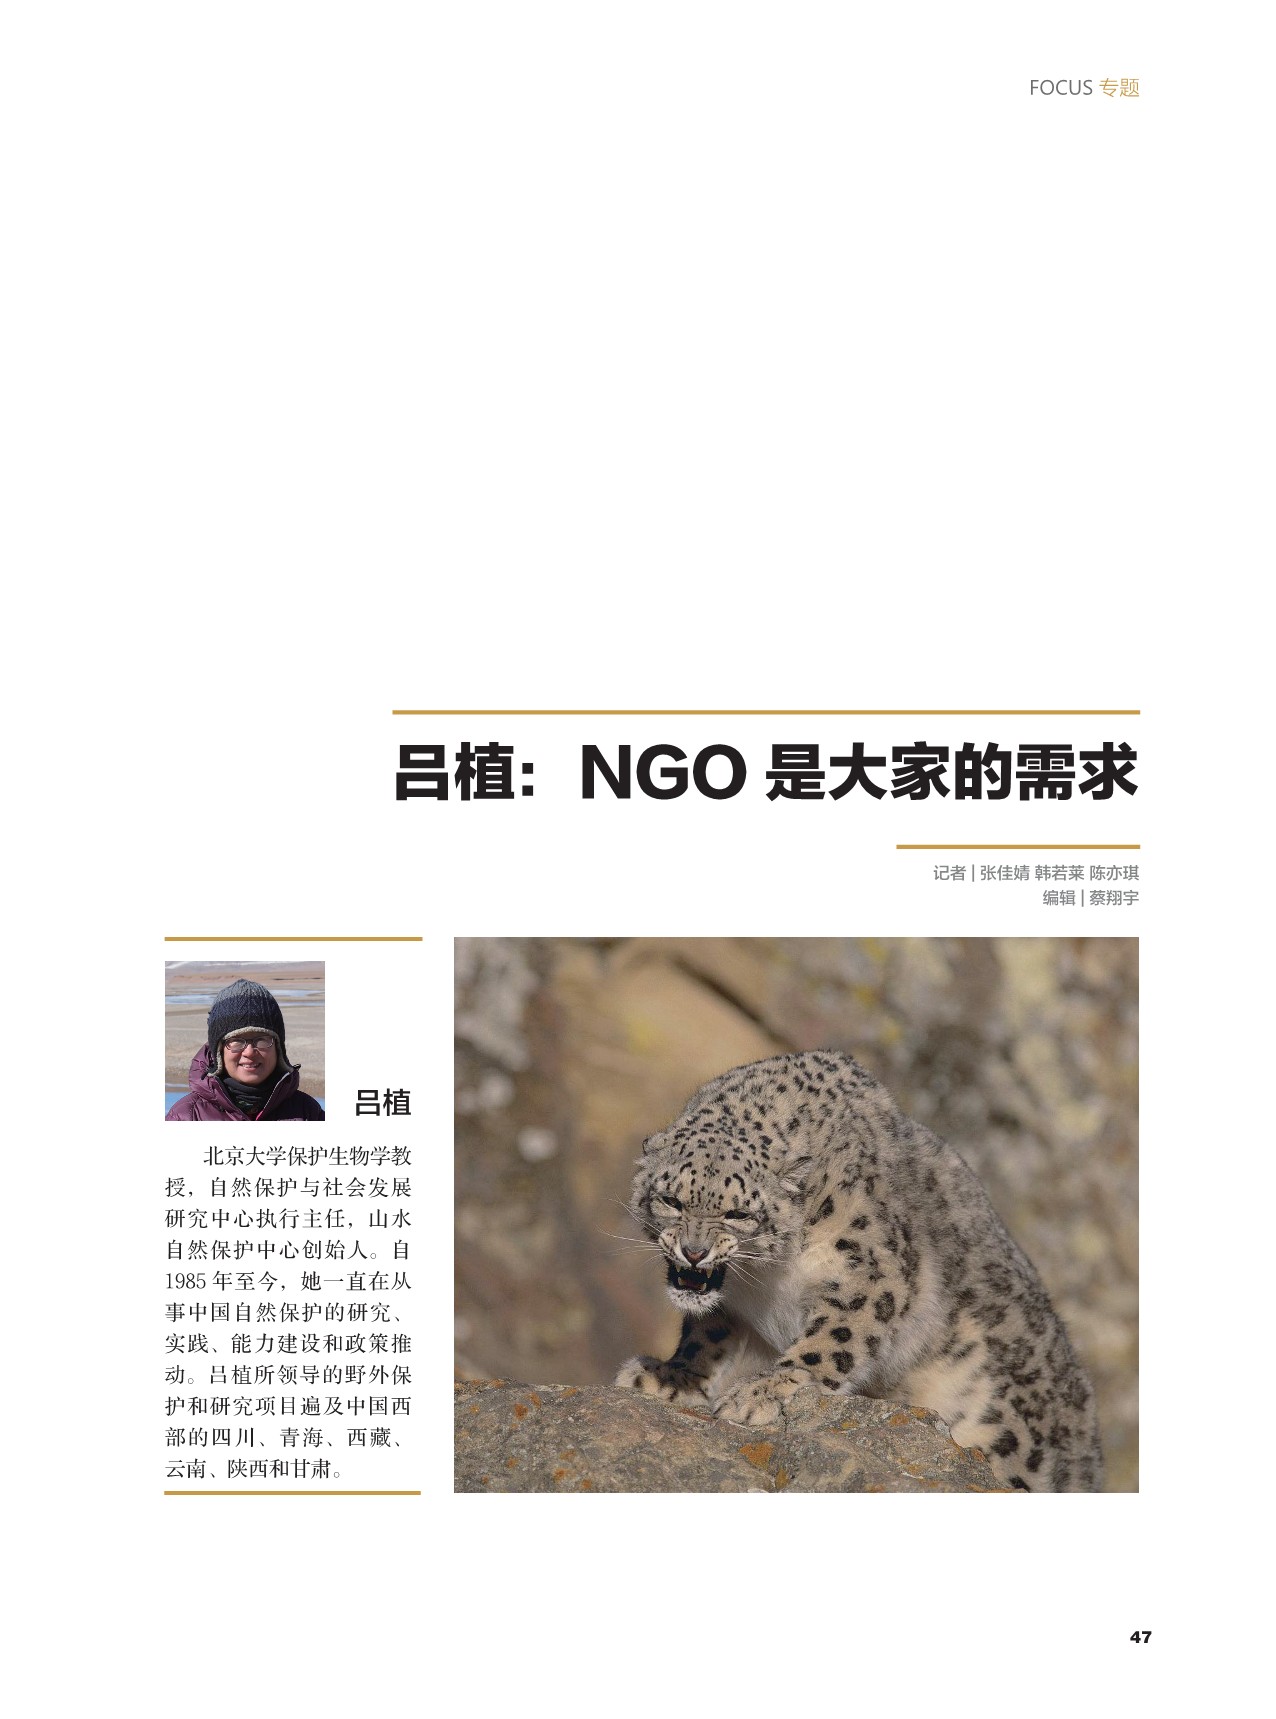 FOCUS 专题
吕植：NGO 是大家的需求
记者 | 张佳婧 韩若莱 陈亦琪
编辑 | 蔡翔宇
吕植
北京大学保护生物学教
授，自然保护与社会发展
研究中心执行主任，山水
自然保护中心创始人。自
1985 年至今，她一直在从
事中国自然保护的研究、
实践、能力建设和政策推
动。吕植所领导的野外保
护和研究项目遍及中国西
部的四川、青海、西藏、
云南、陕西和甘肃。
47